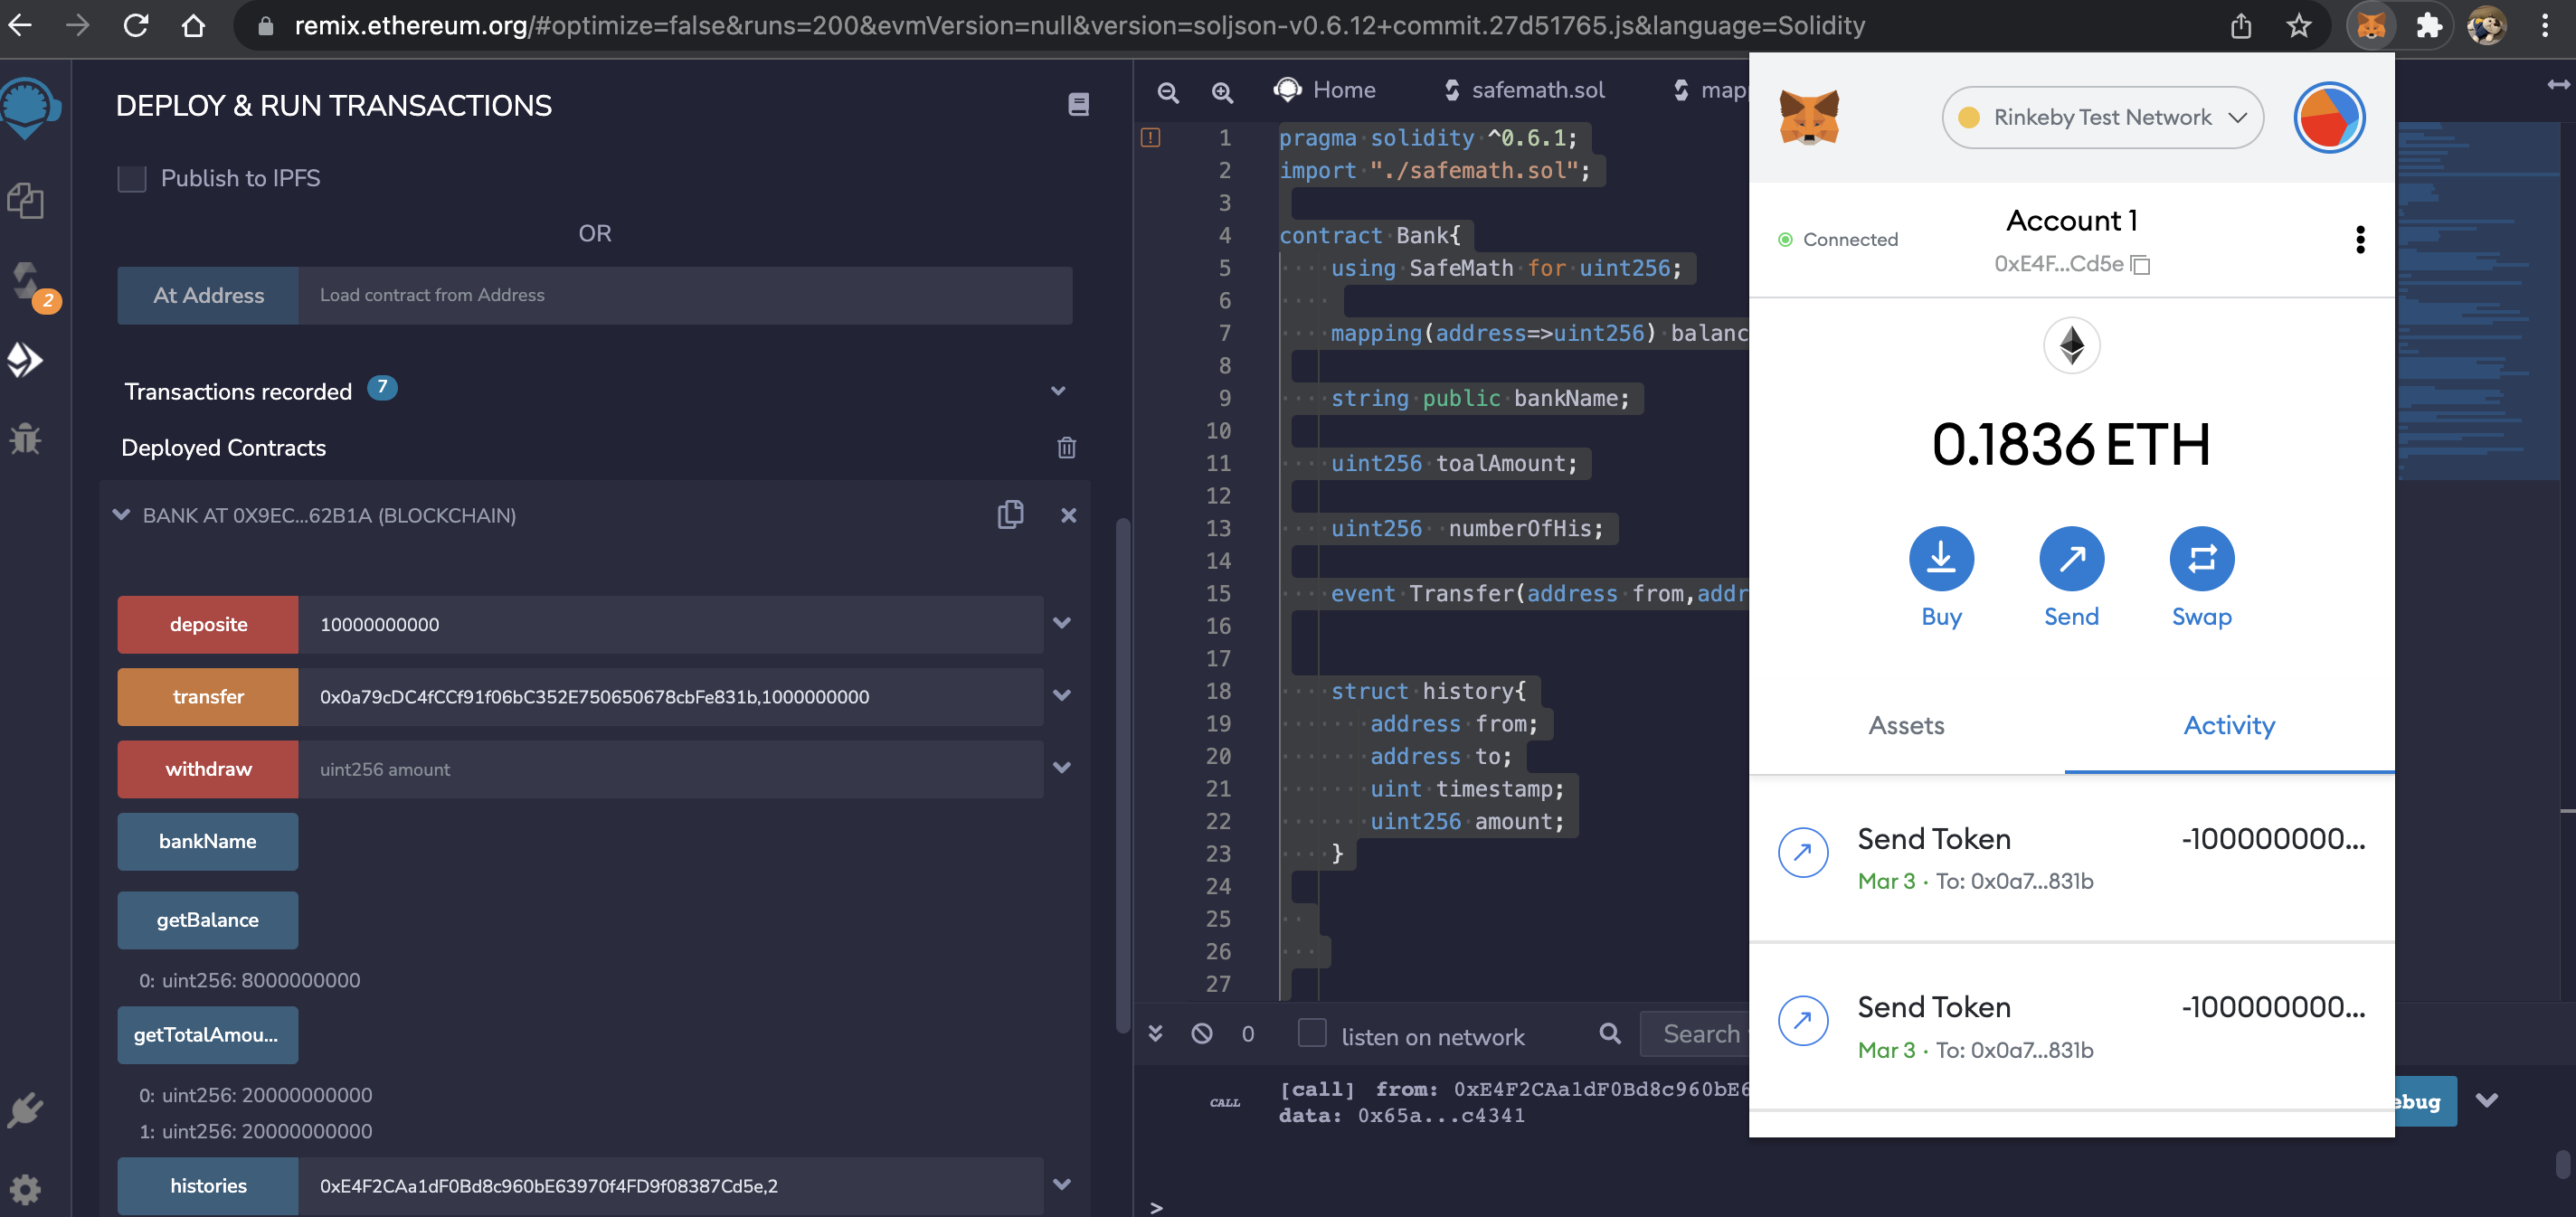 remix.ethereum.org/#optimize=false&runs=200&evmVersion=null&version=soljson-v0.6.12+commit.27d51765.js&language=Solidity
DEPLOY & RUN TRANSACTIONS
Publish to IPFS
OR
At Address
Load contract from Address
2
Transactions recorded 7
Deployed Contracts
BANK AT 0X9EC...62B1A (BLOCKCHAIN)
deposite 10000000000
transfer 0x0a79cDC4fCCf91f06bC352E750650678cbFe831b,1000000000
withdraw uint256 amount
bankName
getBalance
0: uint256: 8000000000
getTotalAmou...
0: uint256: 20000000000
1: uint256: 20000000000
histories 0xE4F2CAa1dF0Bd8c960bE63970f4FD9f08387Cd5e,2
Home
safemath.sol
mapp
1 pragma solidity ^0.6.1;
2 import "./safemath.sol";
3
4 contract Bank{
5 using SafeMath for uint256;
6
7 mapping(address=>uint256) balanc
8
9 string public bankName;
10
11 uint256 toalAmount;
12
13 uint256 numberOfHis;
14
15 event Transfer(address from,addr
16
17
18 struct history{
19 address from;
20 address to;
21 uint timestamp;
22 uint256 amount;
23 }
24
25
26
27
0
listen on network
Search
CALL
[call] from: 0xE4F2CAa1dF0Bd8c960bE6
data: 0x65a...c4341
ebug
>
Rinkeby Test Network
Connected
Account 1
0xE4F...Cd5e
0.1836 ETH
Buy
Send
Swap
Assets
Activity
Send Token -100000000...
Mar 3 · To: 0x0a7...831b
Send Token -100000000...
Mar 3 · To: 0x0a7...831b